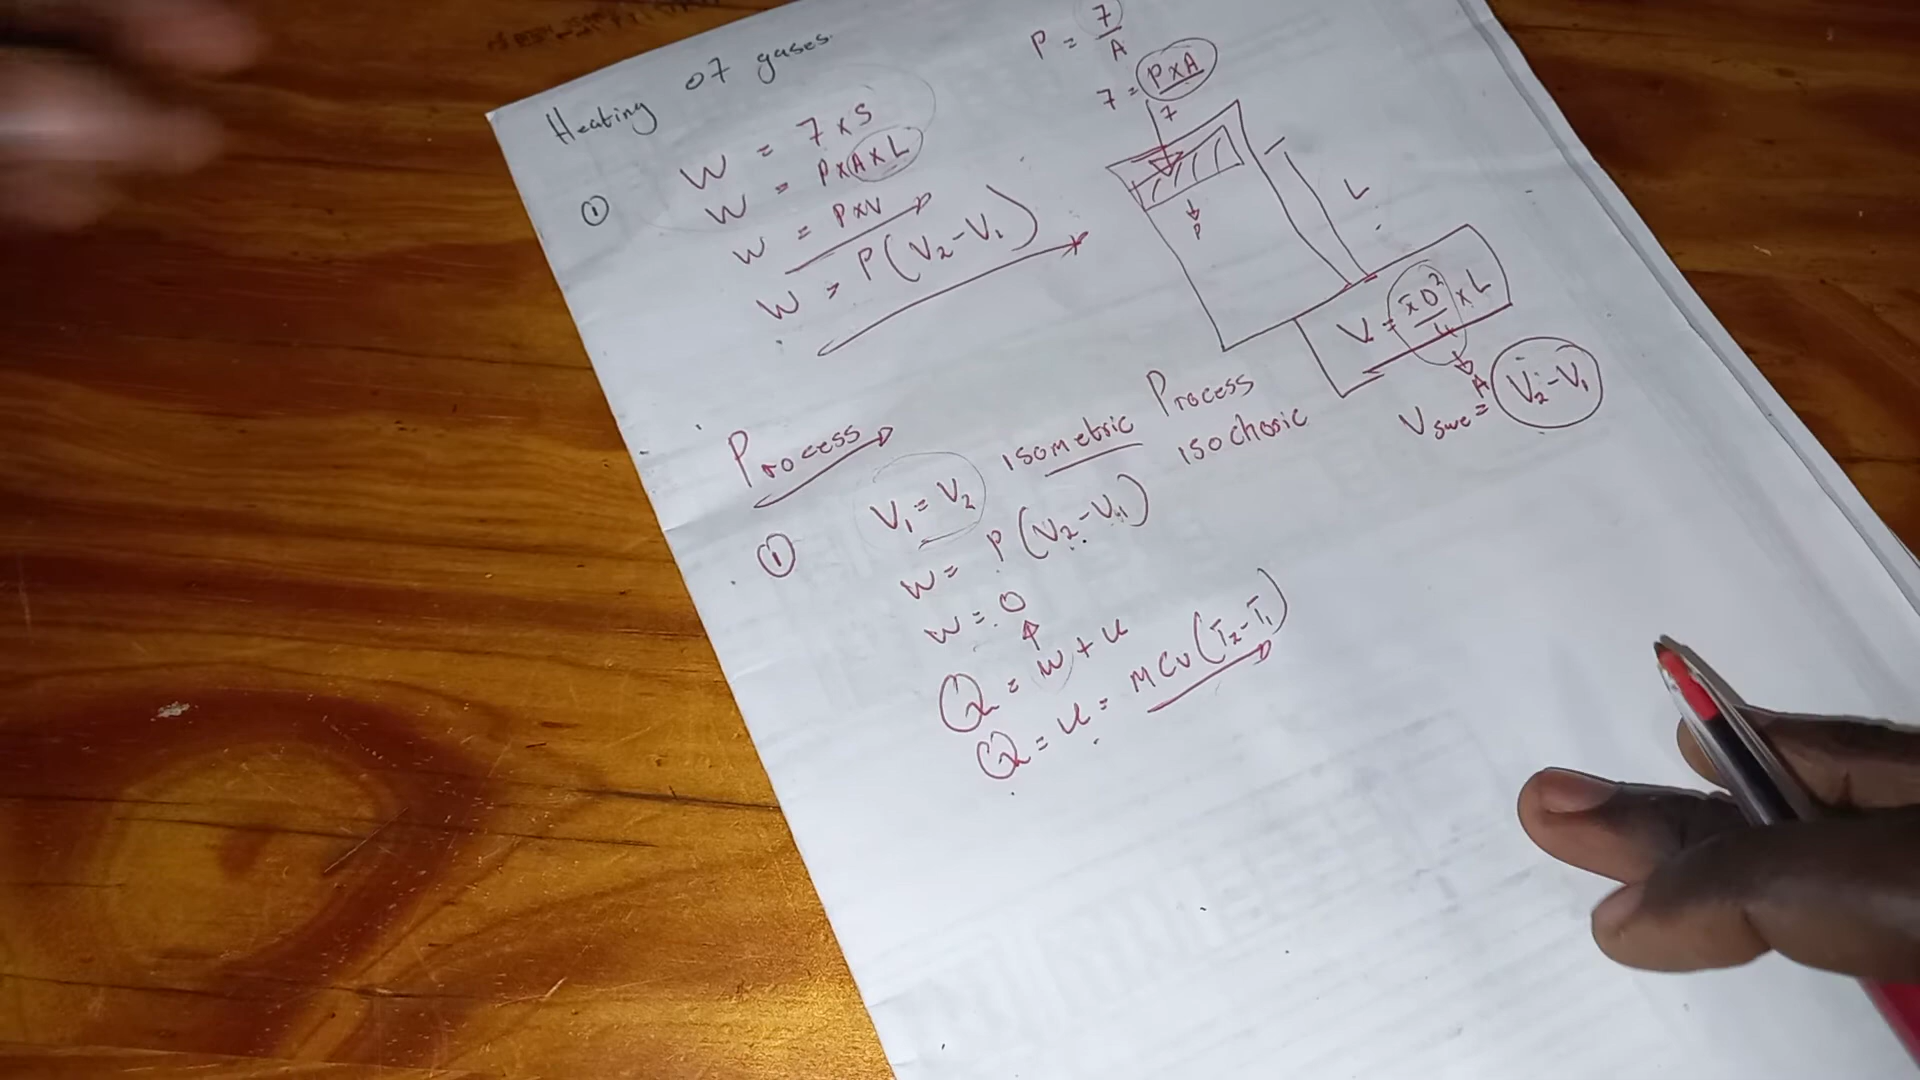 Heating of gases
① W = F x S
W = P x A x L
W = P x V
W = P(V₂-V₁)
P = F/A
F = P x A
F
P
L
V = πD²/4 x L
A
Vswe = V₂-V₁
Process
isometric Process
isochoric
① V₁ = V₂
W = P(V₂-V₁)
W = 0
Q = W + U
Q = U = MCv(T₂-T₁)